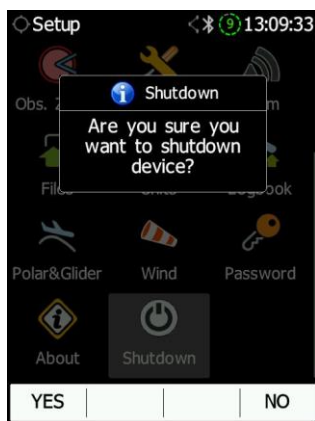 Setup
9
13:09:33
Shutdown
Are you sure you
want to shutdown
device?
Obs.
Polar&Glider
Wind
Password
About
Shutdown
YES
NO